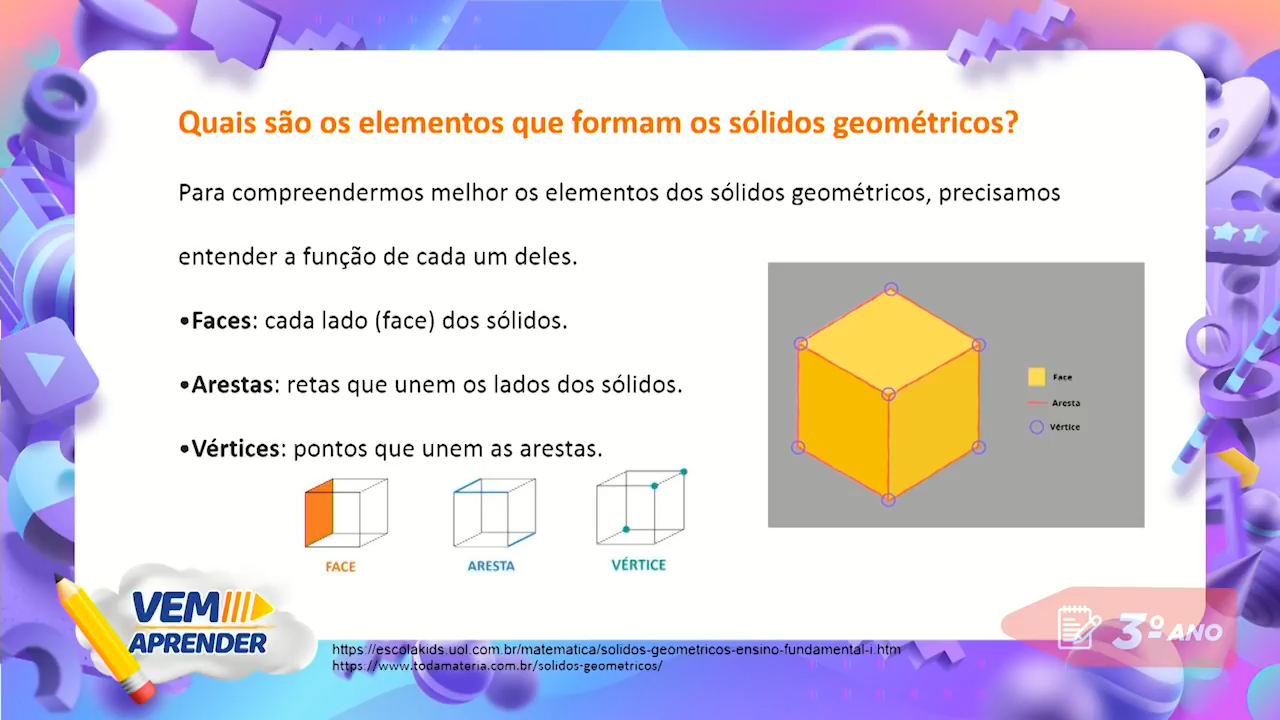 Quais são os elementos que formam os sólidos geométricos?
Para compreendermos melhor os elementos dos sólidos geométricos, precisamos
entender a função de cada um deles.
•Faces: cada lado (face) dos sólidos.
•Arestas: retas que unem os lados dos sólidos.
•Vértices: pontos que unem as arestas.
Face
Aresta
Vértice
FACE
ARESTA
VÉRTICE
VEM
APRENDER
3º ANO
https://escolakids.uol.com.br/matematica/solidos-geometricos-ensino-fundamental-i.htm
https://www.todamateria.com.br/solidos-geometricos/